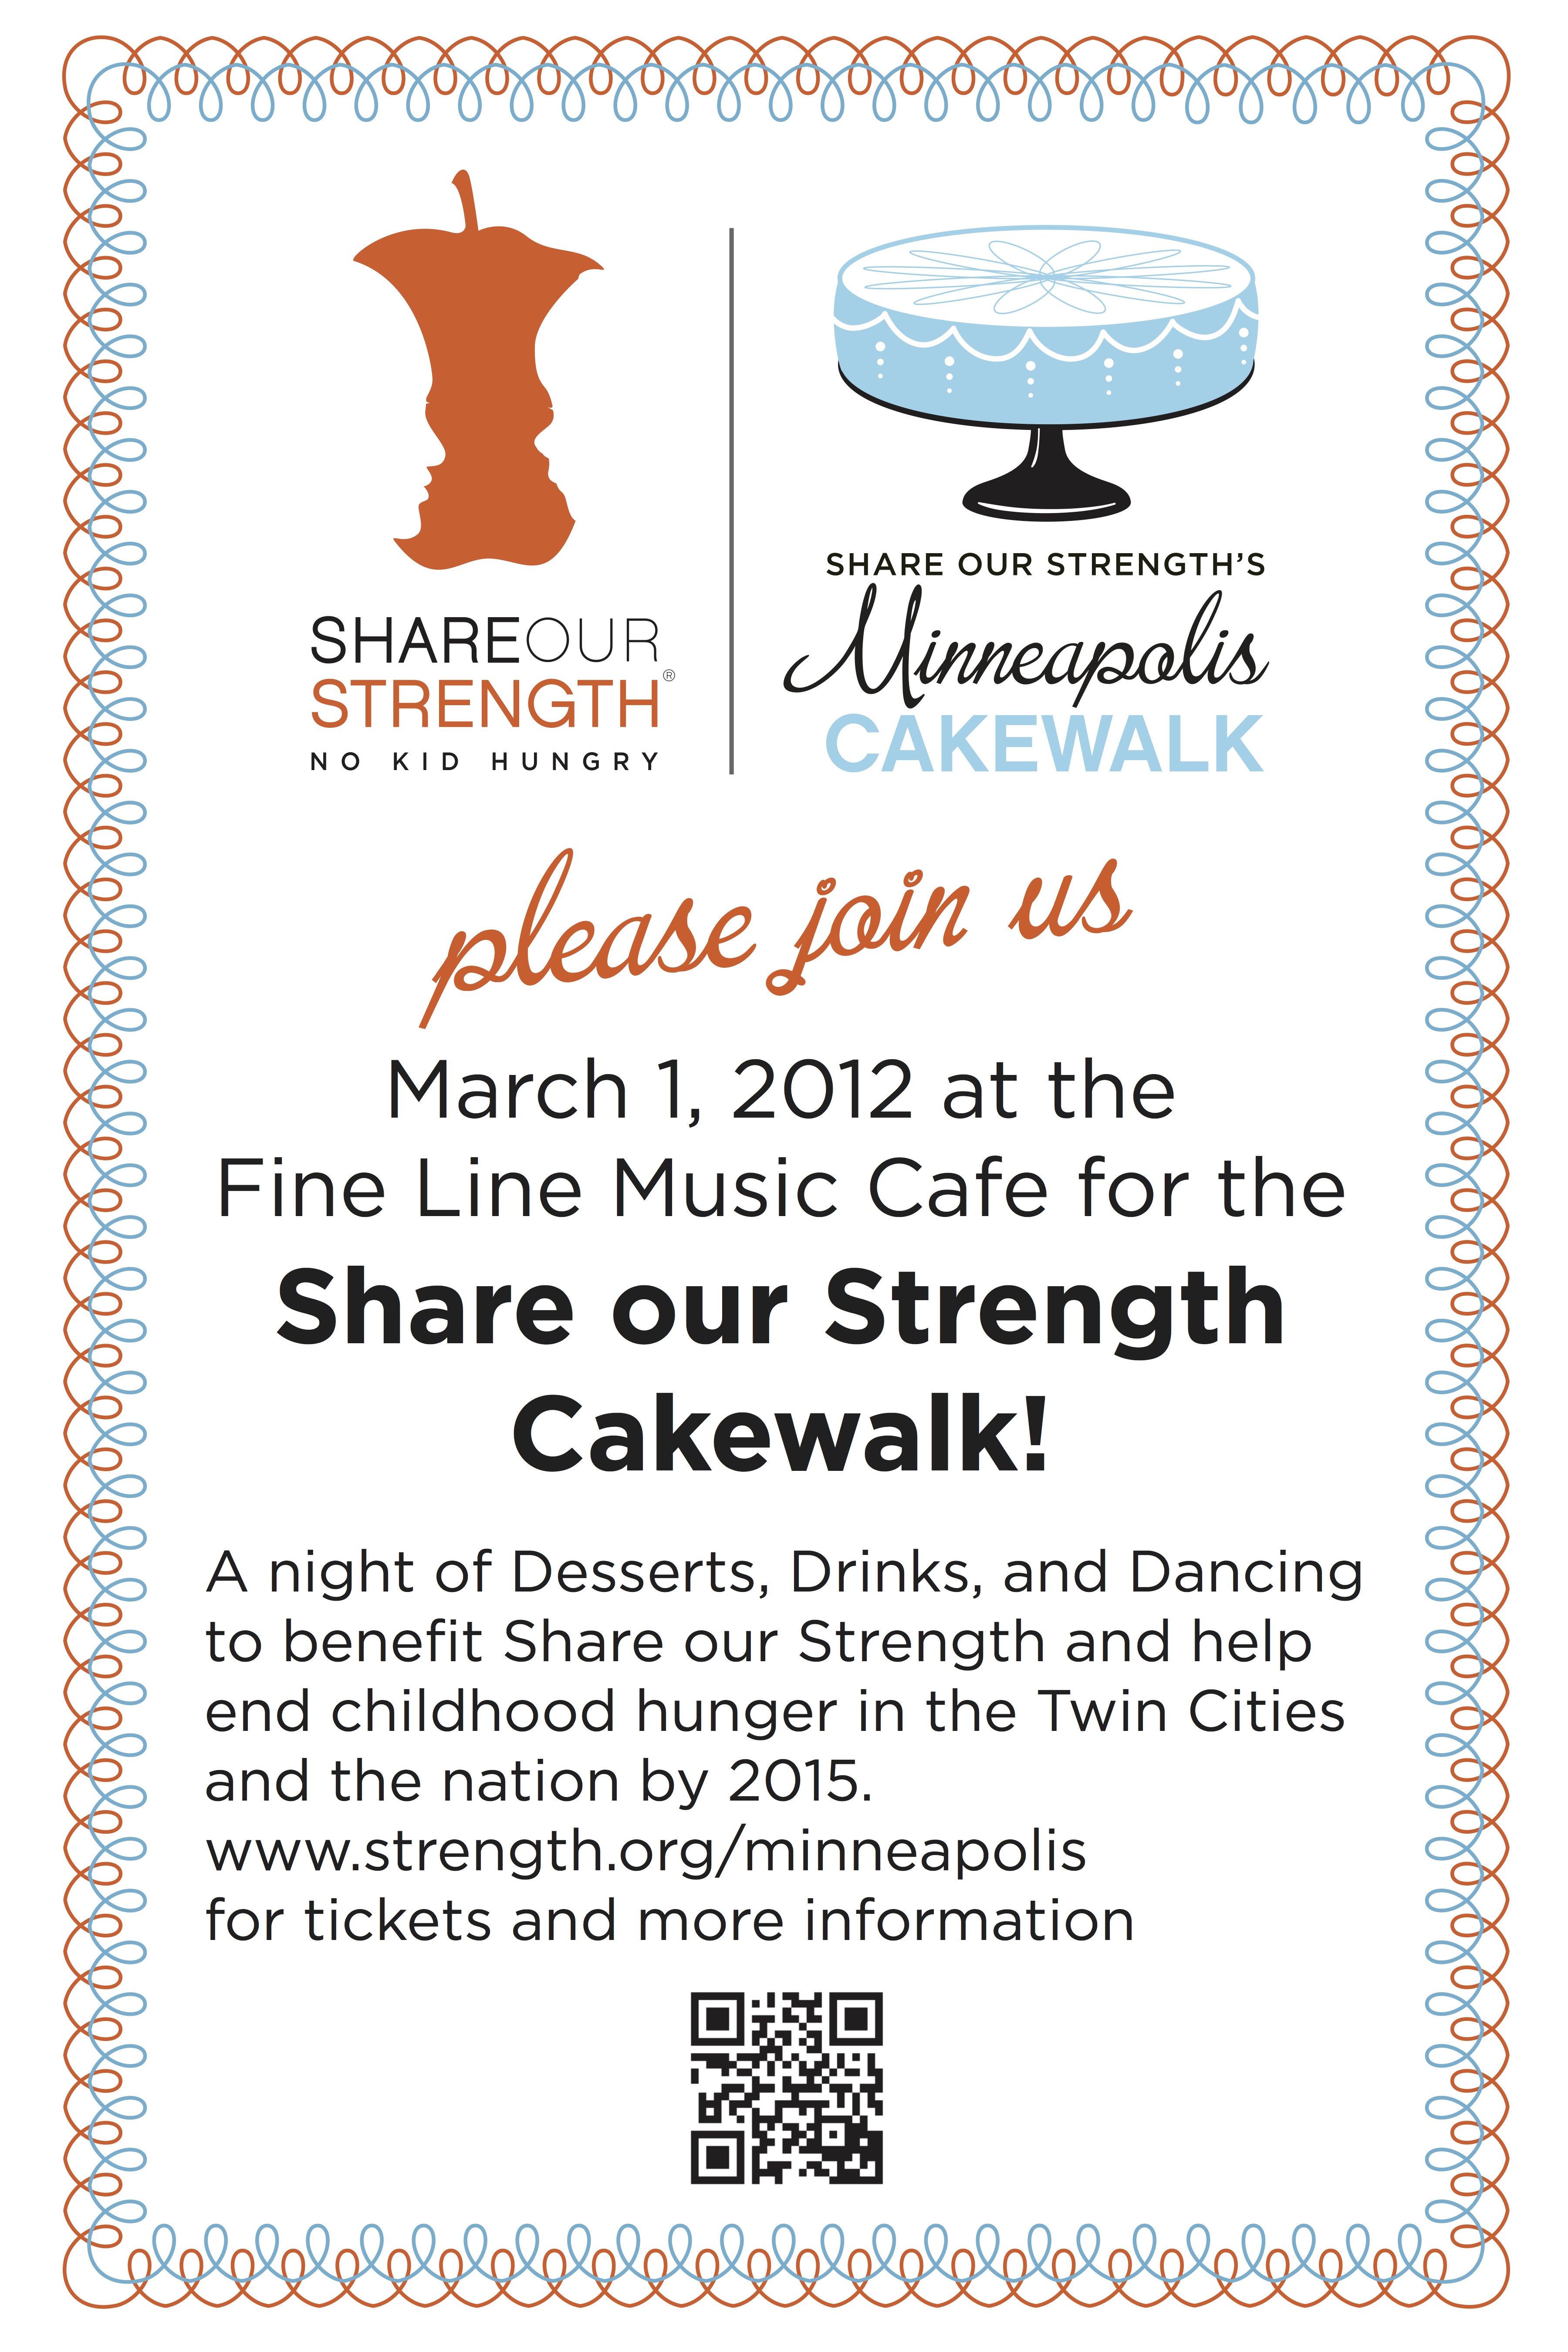 SHAREOUR
STRENGTH®
NO KID HUNGRY
SHARE OUR STRENGTH'S
Minneapolis
CAKEWALK
please join us
March 1, 2012 at the
Fine Line Music Cafe for the
Share our Strength
Cakewalk!
A night of Desserts, Drinks, and Dancing
to benefit Share our Strength and help
end childhood hunger in the Twin Cities
and the nation by 2015.
www.strength.org/minneapolis
for tickets and more information